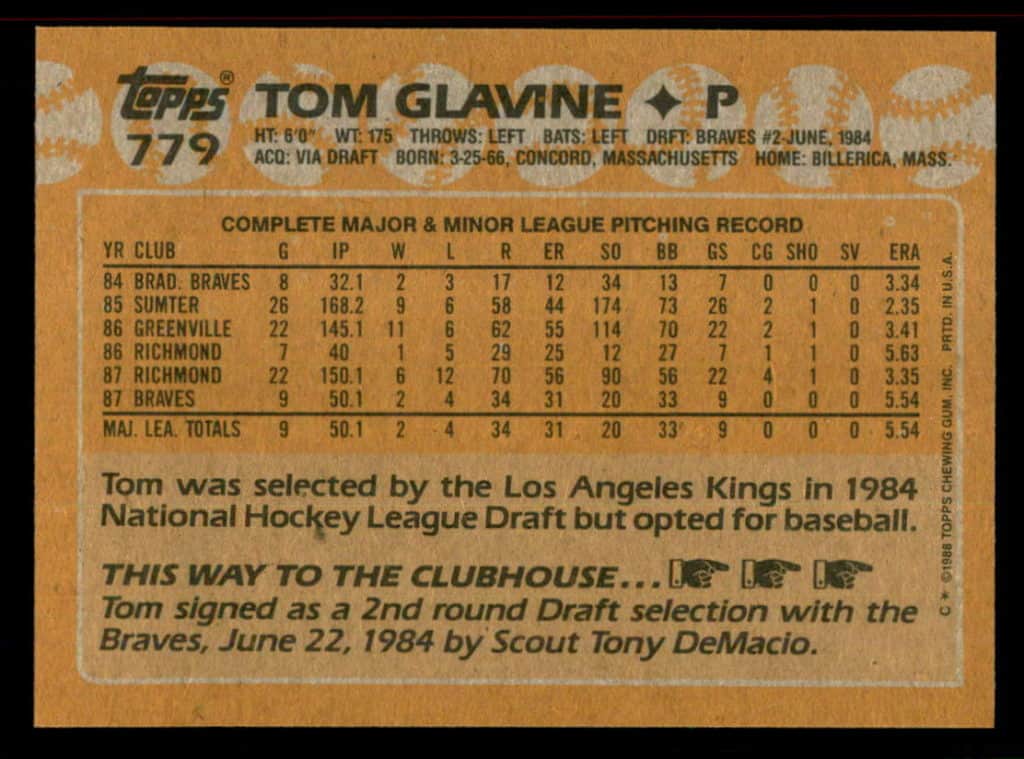 topps® TOM GLAVINE ✦ P
779 HT: 6'0" WT: 175 THROWS: LEFT BATS: LEFT DRFT: BRAVES #2-JUNE, 1984
ACQ: VIA DRAFT BORN: 3-25-66, CONCORD, MASSACHUSETTS HOME: BILLERICA, MASS.
COMPLETE MAJOR & MINOR LEAGUE PITCHING RECORD
YR CLUB G IP W L R ER SO BB GS CG SHO SV ERA
84 BRAD. BRAVES 8 32.1 2 3 17 12 34 13 7 0 0 0 3.34
85 SUMTER 26 168.2 9 6 58 44 174 73 26 2 1 0 2.35
86 GREENVILLE 22 145.1 11 6 62 55 114 70 22 2 1 0 3.41
86 RICHMOND 7 40 1 5 29 25 12 27 7 1 1 0 5.63
87 RICHMOND 22 150.1 6 12 70 56 90 56 22 4 1 0 3.35
87 BRAVES 9 50.1 2 4 34 31 20 33 9 0 0 0 5.54
MAJ. LEA. TOTALS 9 50.1 2 4 34 31 20 33 9 0 0 0 5.54
Tom was selected by the Los Angeles Kings in 1984
National Hockey League Draft but opted for baseball.
THIS WAY TO THE CLUBHOUSE...
Tom signed as a 2nd round Draft selection with the
Braves, June 22, 1984 by Scout Tony DeMacio.
C * ©1988 TOPPS CHEWING GUM, INC. PRTD. IN U.S.A.